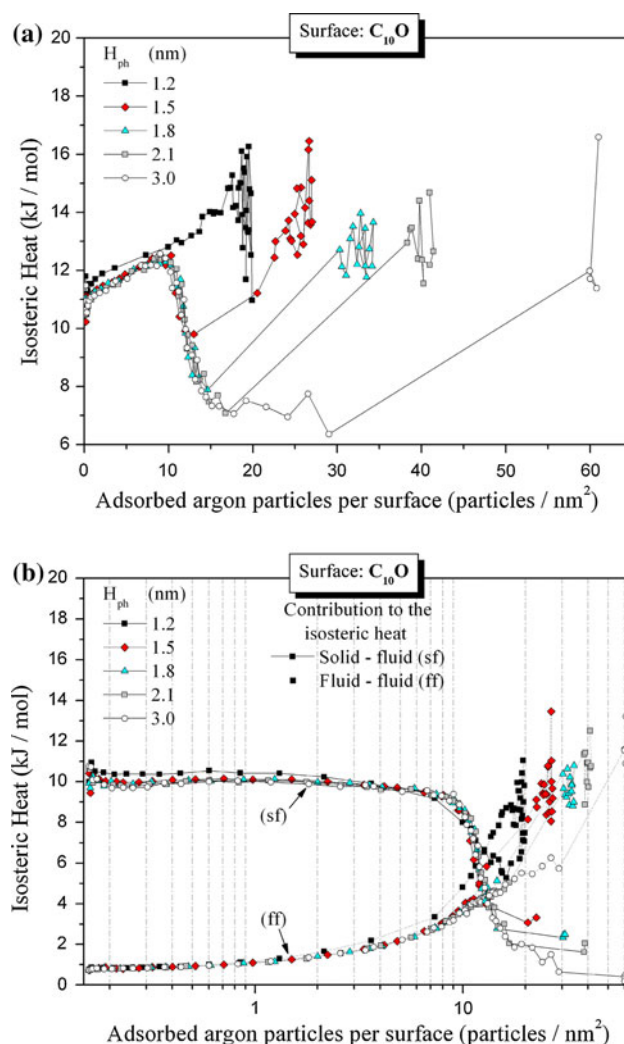 (a)
Surface: C₁₀O
H_ph (nm)
1.2
1.5
1.8
2.1
3.0
Isosteric Heat (kJ / mol)
20
18
16
14
12
10
8
6
4
0
10
20
30
40
50
60
Adsorbed argon particles per surface (particles / nm²)
(b)
Surface: C₁₀O
H_ph (nm)
1.2
1.5
1.8
2.1
3.0
Contribution to the
isosteric heat
Solid - fluid (sf)
Fluid - fluid (ff)
Isosteric Heat (kJ / mol)
20
18
16
14
12
10
8
6
4
2
0
(sf)
(ff)
1
10
Adsorbed argon particles per surface (particles / nm²)